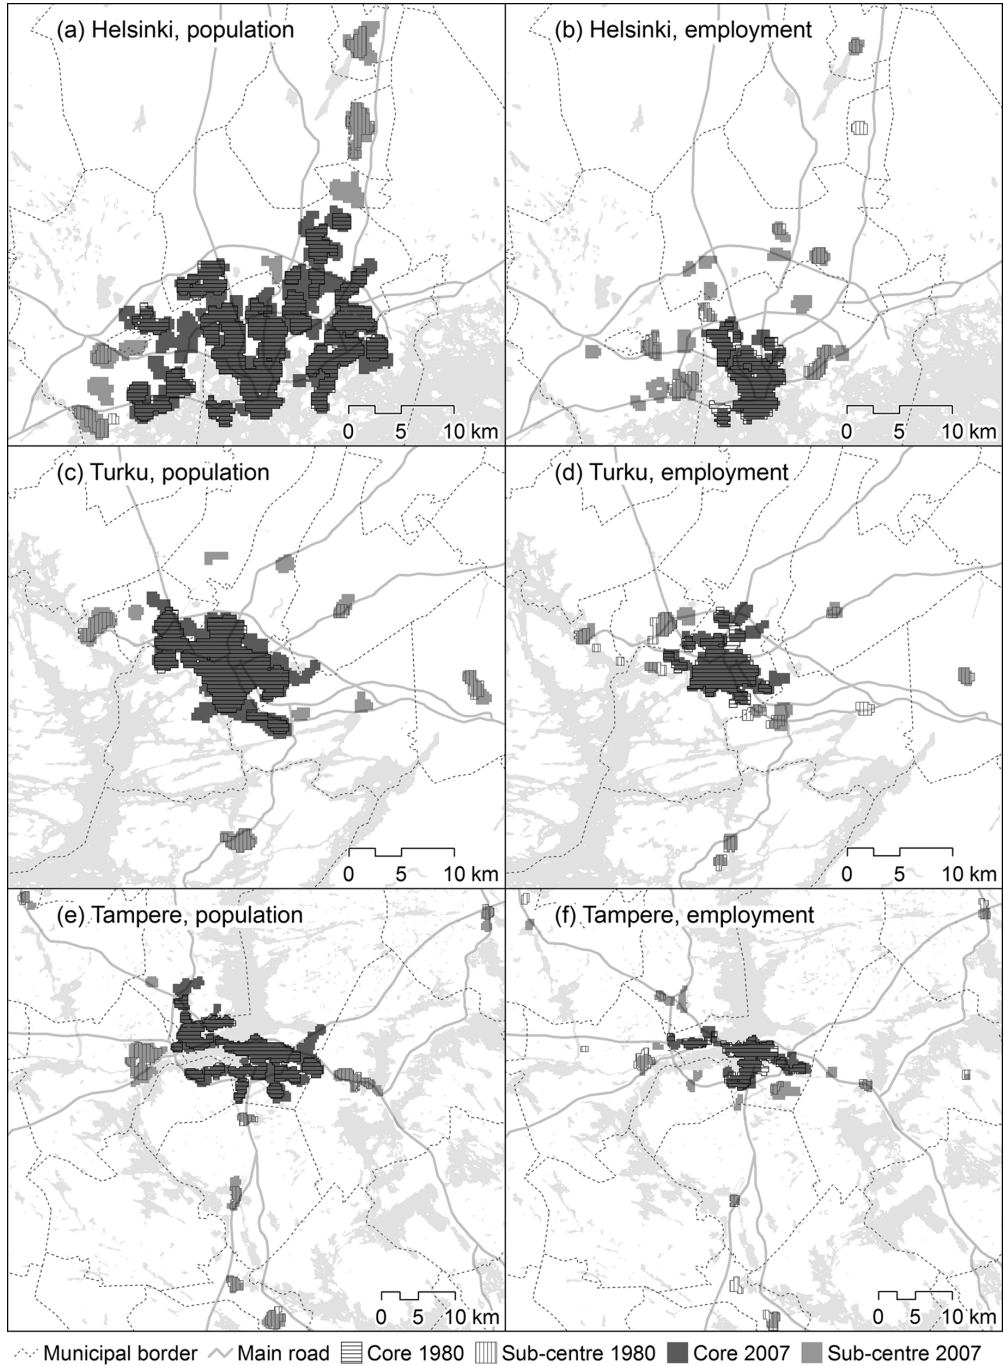 (a) Helsinki, population
(b) Helsinki, employment
0 5 10 km
0 5 10 km
(c) Turku, population
(d) Turku, employment
0 5 10 km
0 5 10 km
(e) Tampere, population
(f) Tampere, employment
0 5 10 km
0 5 10 km
Municipal border Main road Core 1980 Sub-centre 1980 Core 2007 Sub-centre 2007